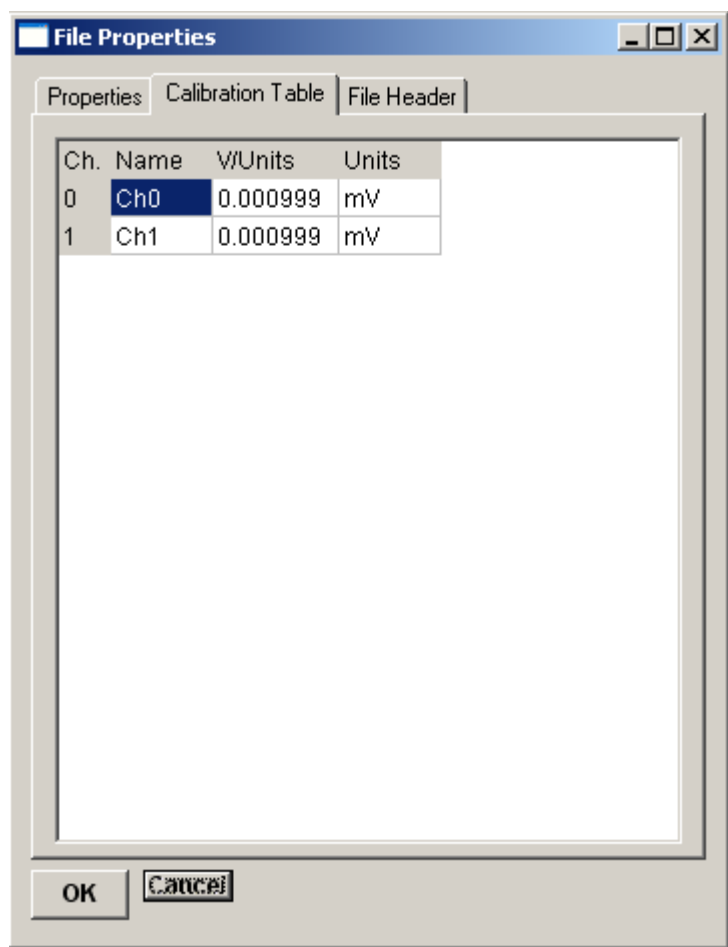 File Properties
Properties Calibration Table File Header
Ch. Name V/Units Units
0 Ch0 0.000999 mV
1 Ch1 0.000999 mV
OK Cancel